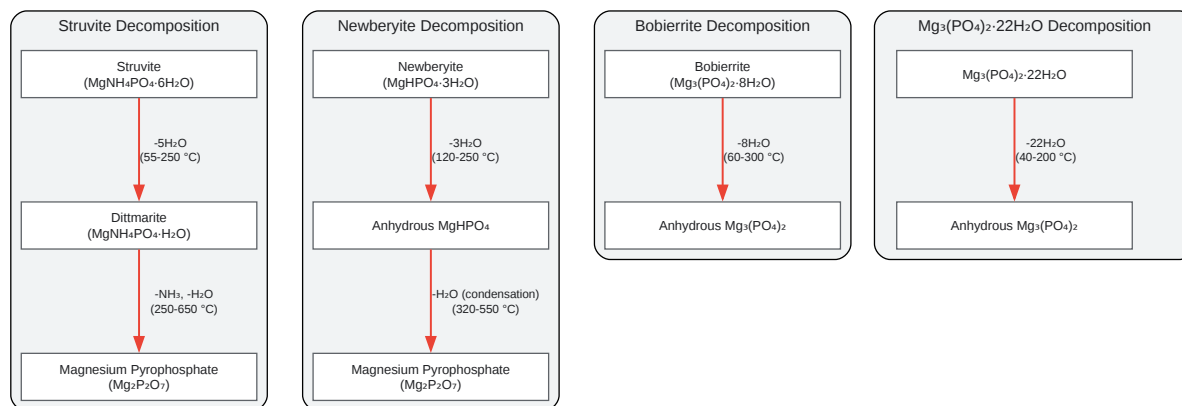 Struvite Decomposition
Struvite
(MgNH₄PO₄·6H₂O)
-5H₂O
(55-250 °C)
Dittmarite
(MgNH₄PO₄·H₂O)
-NH₃, -H₂O
(250-650 °C)
Magnesium Pyrophosphate
(Mg₂P₂O₇)
Newberyite Decomposition
Newberyite
(MgHPO₄·3H₂O)
-3H₂O
(120-250 °C)
Anhydrous MgHPO₄
-H₂O (condensation)
(320-550 °C)
Magnesium Pyrophosphate
(Mg₂P₂O₇)
Bobierrite Decomposition
Bobierrite
(Mg₃(PO₄)₂·8H₂O)
-8H₂O
(60-300 °C)
Anhydrous Mg₃(PO₄)₂
Mg₃(PO₄)₂·22H₂O Decomposition
Mg₃(PO₄)₂·22H₂O
-22H₂O
(40-200 °C)
Anhydrous Mg₃(PO₄)₂